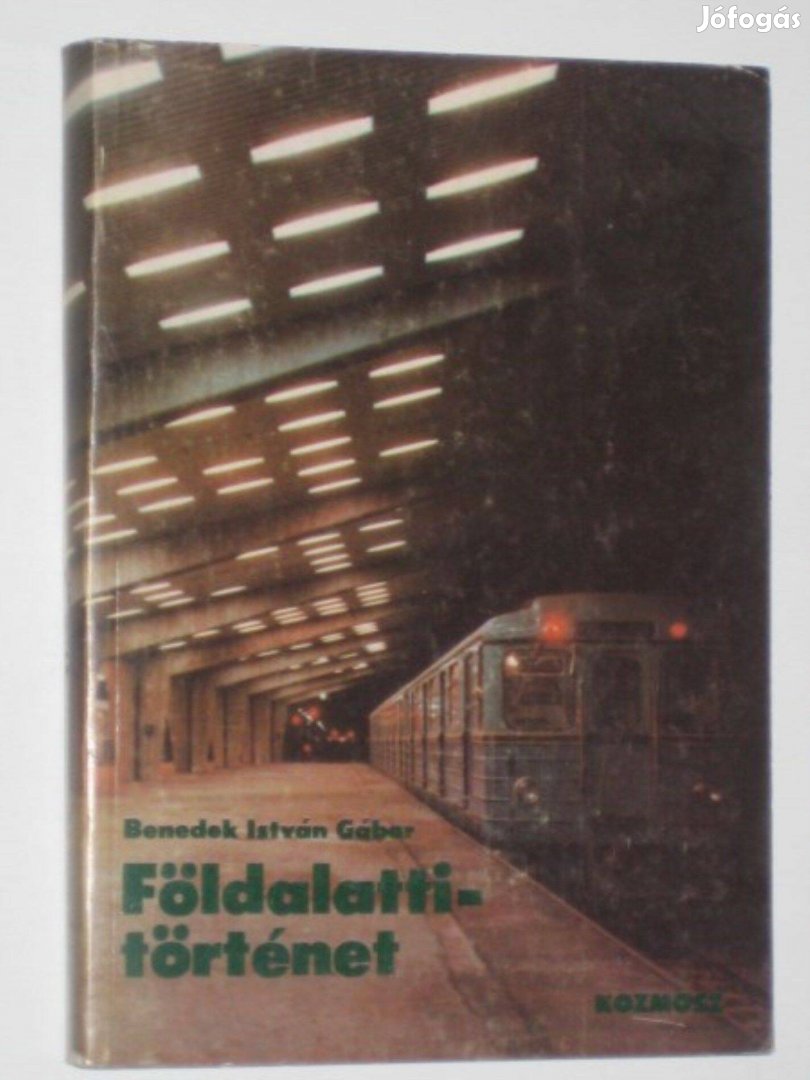 Jófogás
Benedek István Gábor
Földalatti-
történet
KOZMOSZ